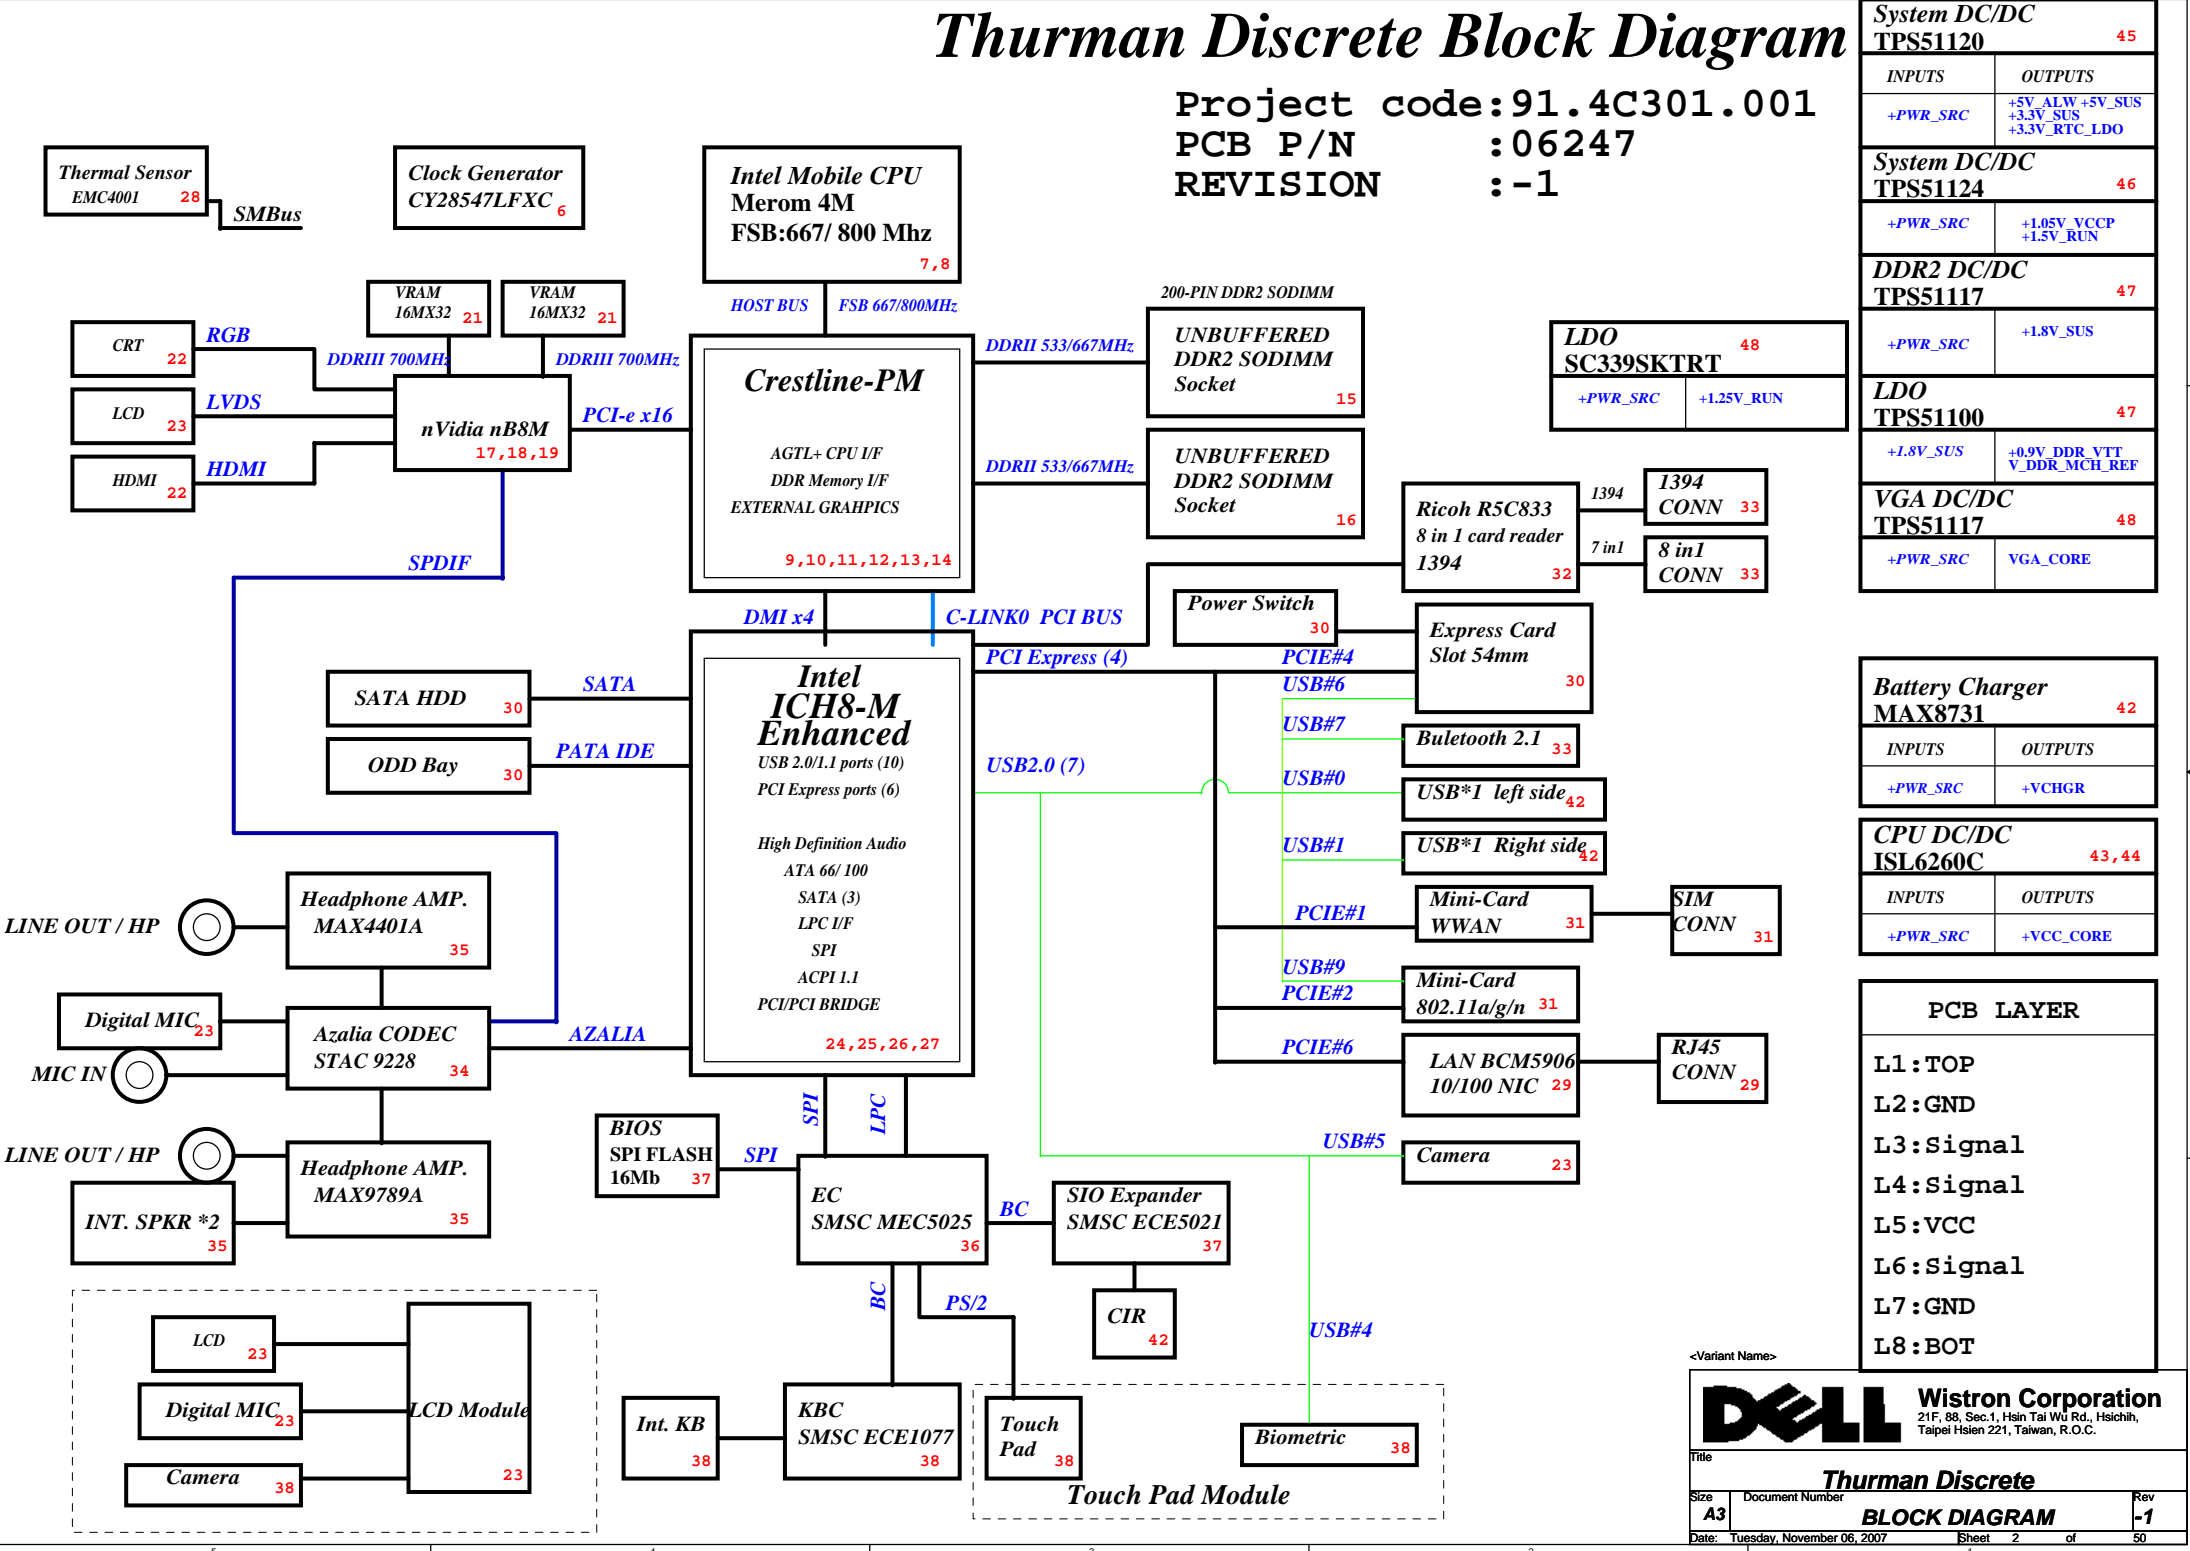 Thurman Discrete Block Diagram
Project code:91.4C301.001
PCB P/N :06247
REVISION :-1
Thermal Sensor
EMC4001
28
SMBus
Clock Generator
CY28547LFXC
6
Intel Mobile CPU
Merom 4M
FSB:667/ 800 Mhz
7,8
HOST BUS
FSB 667/800MHz
VRAM
16MX32
21
VRAM
16MX32
21
DDRIII 700MHz
DDRIII 700MHz
CRT
22
RGB
LCD
23
LVDS
HDMI
22
HDMI
nVidia nB8M
17,18,19
PCI-e x16
SPDIF
Crestline-PM
AGTL+ CPU I/F
DDR Memory I/F
EXTERNAL GRAHPICS
9,10,11,12,13,14
DDRII 533/667MHz
DDRII 533/667MHz
200-PIN DDR2 SODIMM
UNBUFFERED
DDR2 SODIMM
Socket
15
UNBUFFERED
DDR2 SODIMM
Socket
16
DMI x4
C-LINK0 PCI BUS
Ricoh R5C833
8 in 1 card reader
1394
32
1394
1394
CONN
33
7 in1
8 in1
CONN
33
Power Switch
30
Express Card
Slot 54mm
30
PCI Express (4)
PCIE#4
USB#6
USB#7
Buletooth 2.1
33
USB#0
USB*1 left side
42
USB#1
USB*1 Right side
42
PCIE#1
Mini-Card
WWAN
31
SIM
CONN
31
USB#9
PCIE#2
Mini-Card
802.11a/g/n
31
PCIE#6
LAN BCM5906
10/100 NIC
29
RJ45
CONN
29
USB#5
Camera
23
USB2.0 (7)
Intel
ICH8-M
Enhanced
USB 2.0/1.1 ports (10)
PCI Express ports (6)
High Definition Audio
ATA 66/ 100
SATA (3)
LPC I/F
SPI
ACPI 1.1
PCI/PCI BRIDGE
24,25,26,27
SATA HDD
30
SATA
ODD Bay
30
PATA IDE
LINE OUT / HP
Headphone AMP.
MAX4401A
35
Digital MIC
23
MIC IN
Azalia CODEC
STAC 9228
34
AZALIA
LINE OUT / HP
Headphone AMP.
MAX9789A
35
INT. SPKR *2
35
SPI
LPC
BIOS
SPI FLASH
16Mb
37
SPI
EC
SMSC MEC5025
36
BC
SIO Expander
SMSC ECE5021
37
CIR
42
BC
PS/2
USB#4
LCD
23
Digital MIC
23
Camera
38
LCD Module
23
Int. KB
38
KBC
SMSC ECE1077
38
Touch
Pad
38
Biometric
38
Touch Pad Module
LDO
SC339SKTRT
48
+PWR_SRC
+1.25V_RUN
System DC/DC
TPS51120
45
INPUTS
OUTPUTS
+PWR_SRC
+5V_ALW +5V_SUS
+3.3V_SUS
+3.3V_RTC_LDO
System DC/DC
TPS51124
46
+PWR_SRC
+1.05V_VCCP
+1.5V_RUN
DDR2 DC/DC
TPS51117
47
+PWR_SRC
+1.8V_SUS
LDO
TPS51100
47
+1.8V_SUS
+0.9V_DDR_VTT
V_DDR_MCH_REF
VGA DC/DC
TPS51117
48
+PWR_SRC
VGA_CORE
Battery Charger
MAX8731
42
INPUTS
OUTPUTS
+PWR_SRC
+VCHGR
CPU DC/DC
ISL6260C
43,44
INPUTS
OUTPUTS
+PWR_SRC
+VCC_CORE
PCB LAYER
L1:TOP
L2:GND
L3:Signal
L4:Signal
L5:VCC
L6:Signal
L7:GND
L8:BOT
<Variant Name>
DELL
Wistron Corporation
21F, 88, Sec.1, Hsin Tai Wu Rd., Hsichih,
Taipei Hsien 221, Taiwan, R.O.C.
Title
Thurman Discrete
Size
A3
Document Number
BLOCK DIAGRAM
Rev
-1
Date: Tuesday, November 06, 2007
Sheet 2 of 50